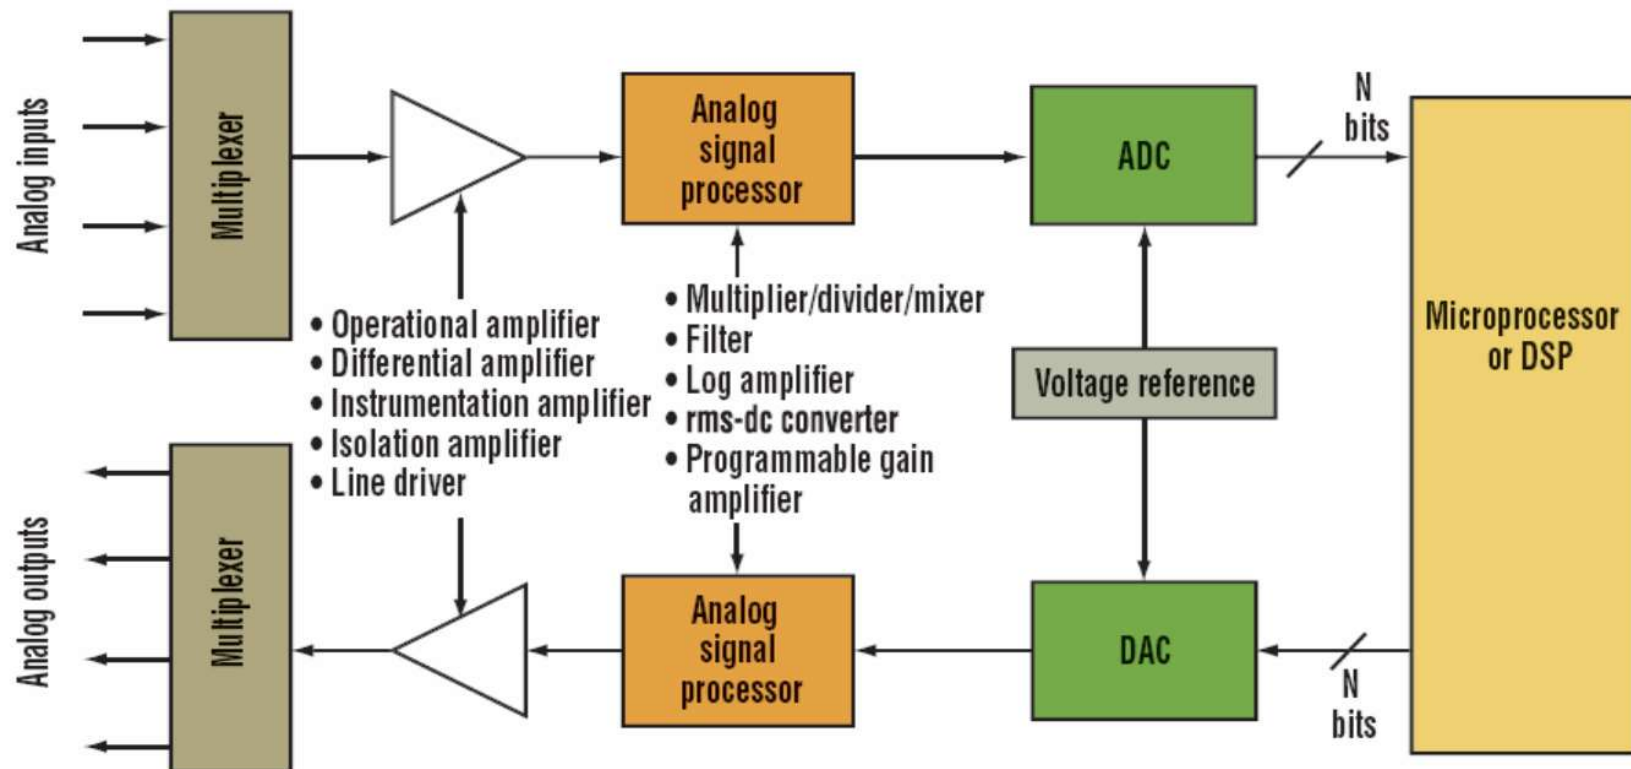 Analog inputs
Multiplexer
Analog
signal
processor
ADC
N
bits
Microprocessor
or DSP
• Operational amplifier
• Differential amplifier
• Instrumentation amplifier
• Isolation amplifier
• Line driver
• Multiplier/divider/mixer
• Filter
• Log amplifier
• rms-dc converter
• Programmable gain
amplifier
Voltage reference
Analog outputs
Multiplexer
Analog
signal
processor
DAC
N
bits